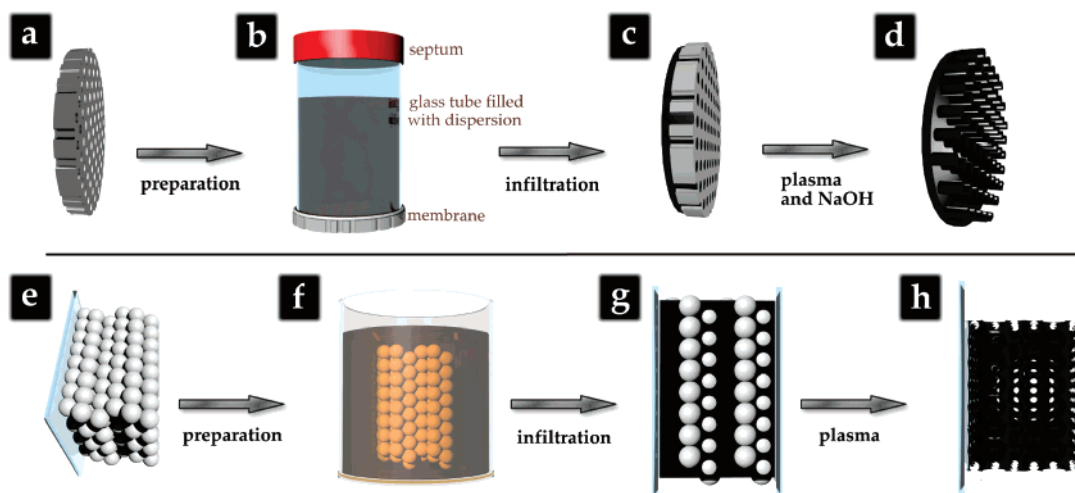 a
b
c
d
septum
glass tube filled
with dispersion
membrane
preparation
infiltration
plasma
and NaOH
e
f
g
h
preparation
infiltration
plasma